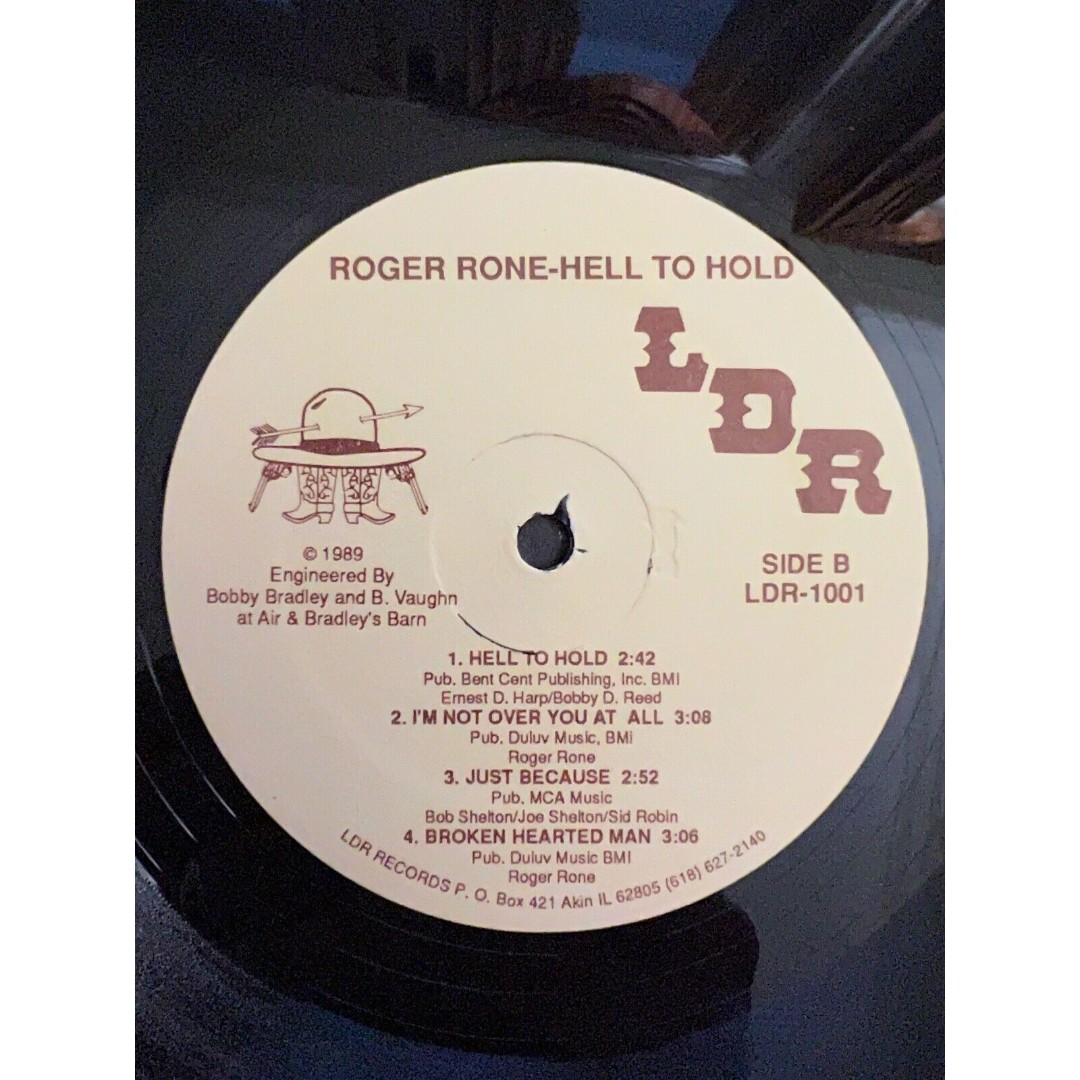 ROGER RONE-HELL TO HOLD
LDR
© 1989
Engineered By
Bobby Bradley and B. Vaughn
at Air & Bradley's Barn
SIDE B
LDR-1001
1. HELL TO HOLD 2:42
Pub. Bent Cent Publishing, Inc. BMI
Ernest D. Harp/Bobby D. Reed
2. I'M NOT OVER YOU AT ALL 3:08
Pub. Duluv Music, BMI
Roger Rone
3. JUST BECAUSE 2:52
Pub. MCA Music
Bob Shelton/Joe Shelton/Sid Robin
4. BROKEN HEARTED MAN 3:06
Pub. Duluv Music BMI
Roger Rone
LDR RECORDS P. O. Box 421 Akin IL 62805 (618) 627-2140